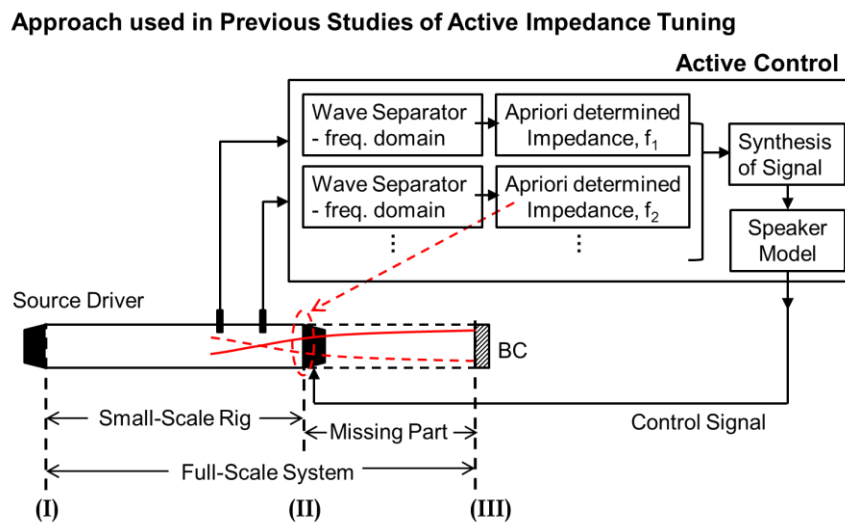 Approach used in Previous Studies of Active Impedance Tuning
Active Control
Wave Separator
- freq. domain
Apriori determined
Impedance, f₁
Synthesis
of Signal
Wave Separator
- freq. domain
Apriori determined
Impedance, f₂
Speaker
Model
⋮
⋮
Source Driver
BC
Small-Scale Rig
Missing Part
Control Signal
Full-Scale System
(I)
(II)
(III)